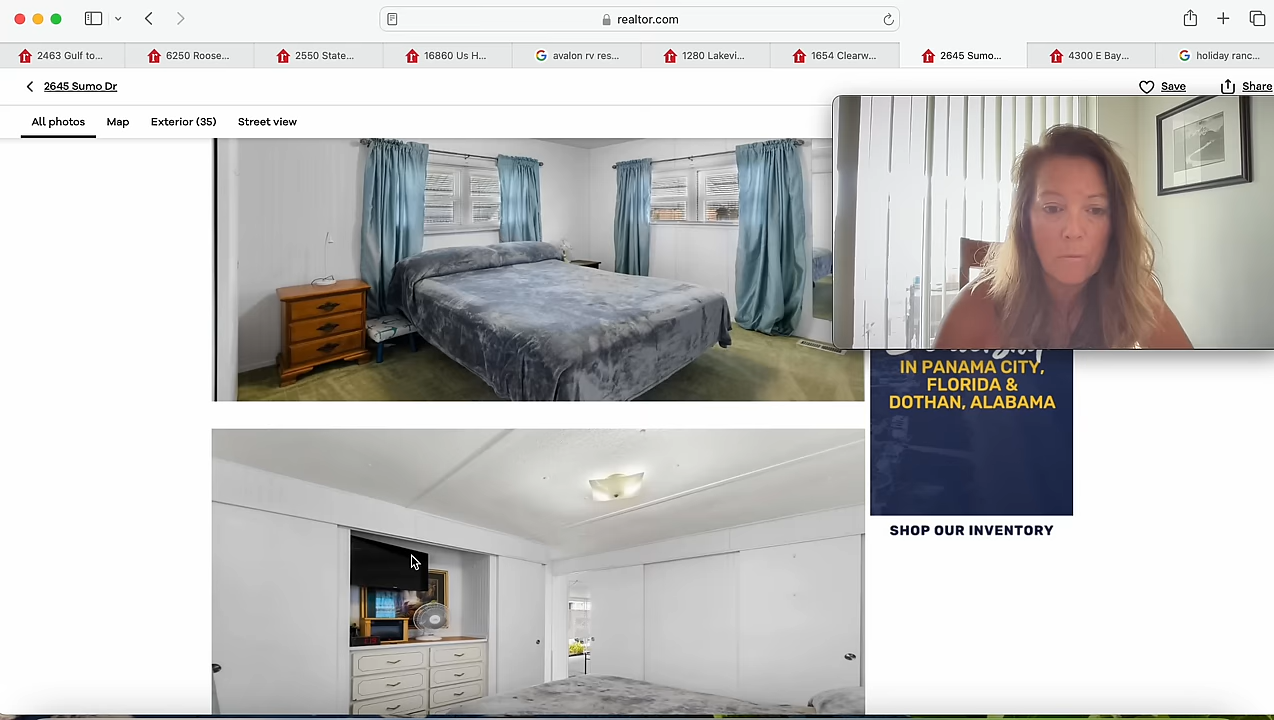 realtor.com
2463 Gulf to...
6250 Roose...
2550 State...
16860 Us H...
avalon rv res...
1280 Lakevi...
1654 Clearw...
2645 Sumo...
4300 E Bay...
holiday ranc...
2645 Sumo Dr
Save
Share
All photos
Map
Exterior (35)
Street view
IN PANAMA CITY,
FLORIDA &
DOTHAN, ALABAMA
SHOP OUR INVENTORY